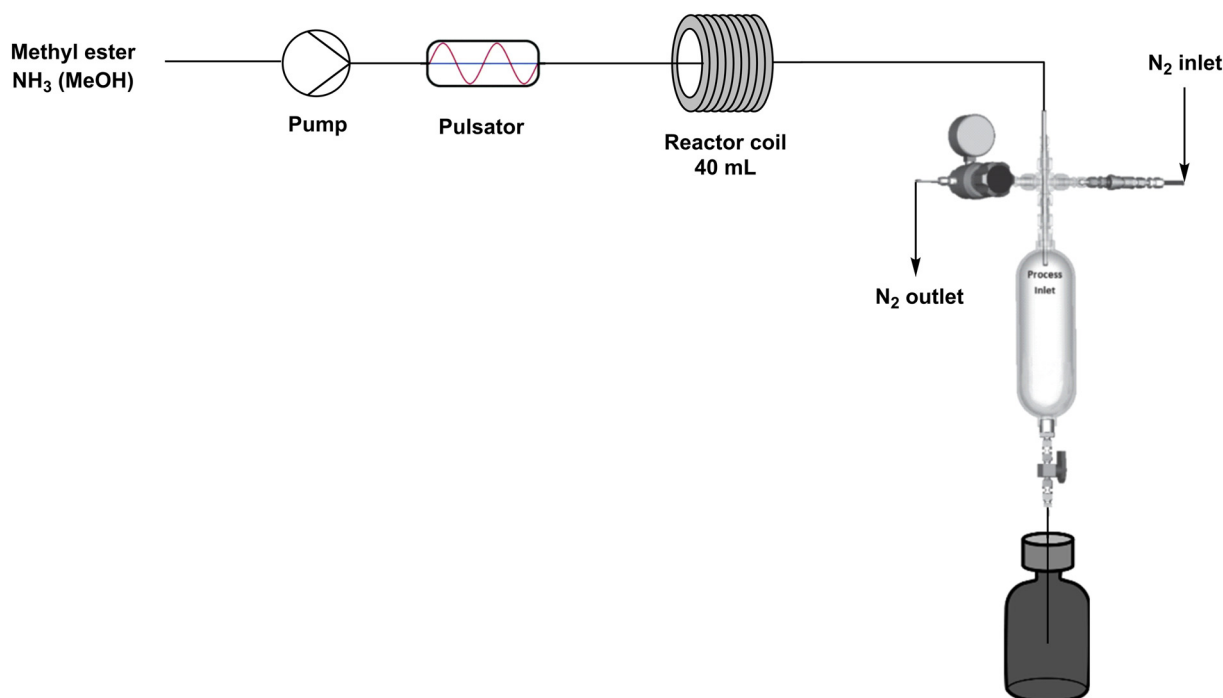 Methyl ester
NH₃ (MeOH)
Pump
Pulsator
Reactor coil
40 mL
N₂ inlet
N₂ outlet
Process
Inlet